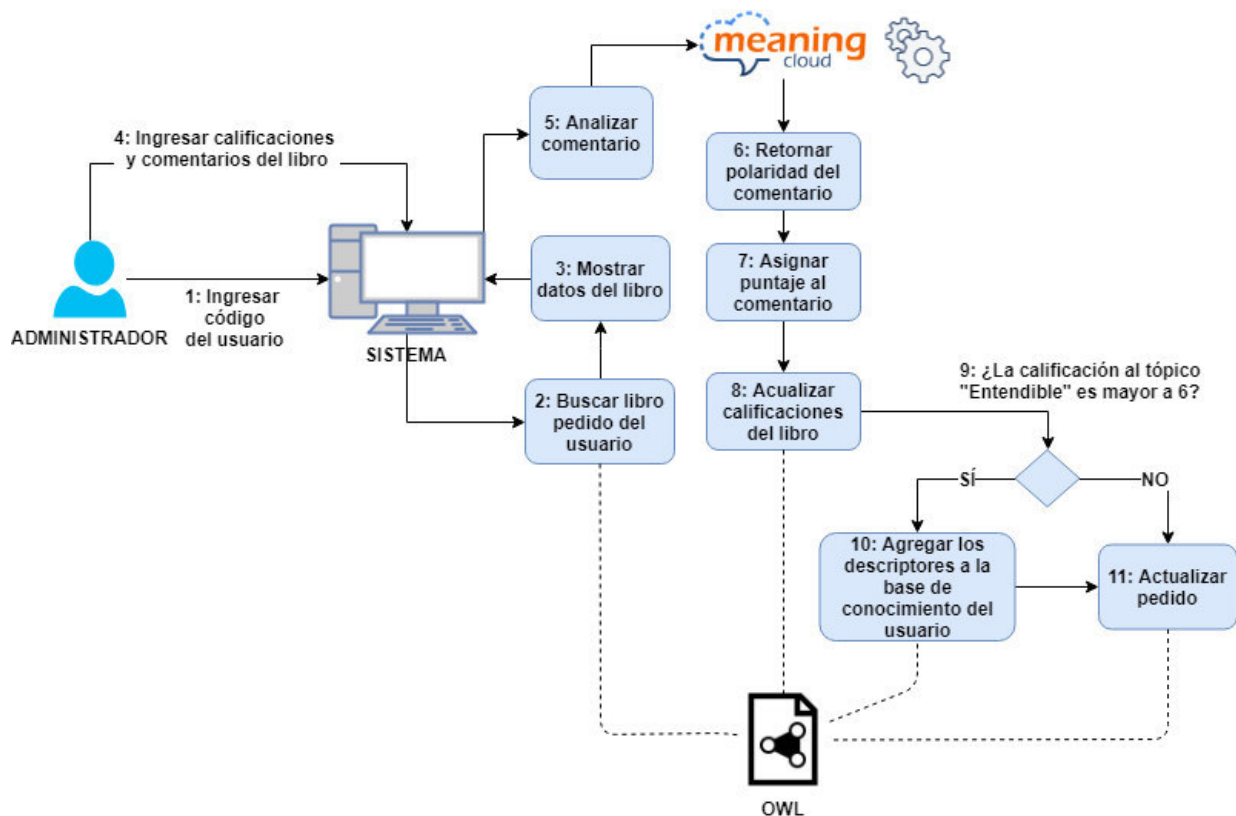 meaning
cloud
4: Ingresar calificaciones
y comentarios del libro
5: Analizar
comentario
6: Retornar
polaridad del
comentario
3: Mostrar
datos del libro
7: Asignar
puntaje al
comentario
1: Ingresar
código
del usuario
ADMINISTRADOR
SISTEMA
2: Buscar libro
pedido del
usuario
8: Acualizar
calificaciones
del libro
9: ¿La calificación al tópico
"Entendible" es mayor a 6?
SÍ
NO
10: Agregar los
descriptores a la
base de
conocimiento del
usuario
11: Actualizar
pedido
OWL